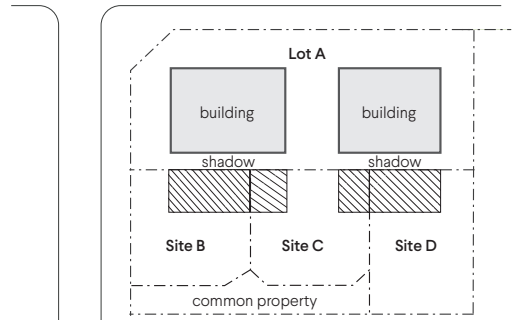 Lot A
building building
shadow shadow
Site B Site C Site D
common property